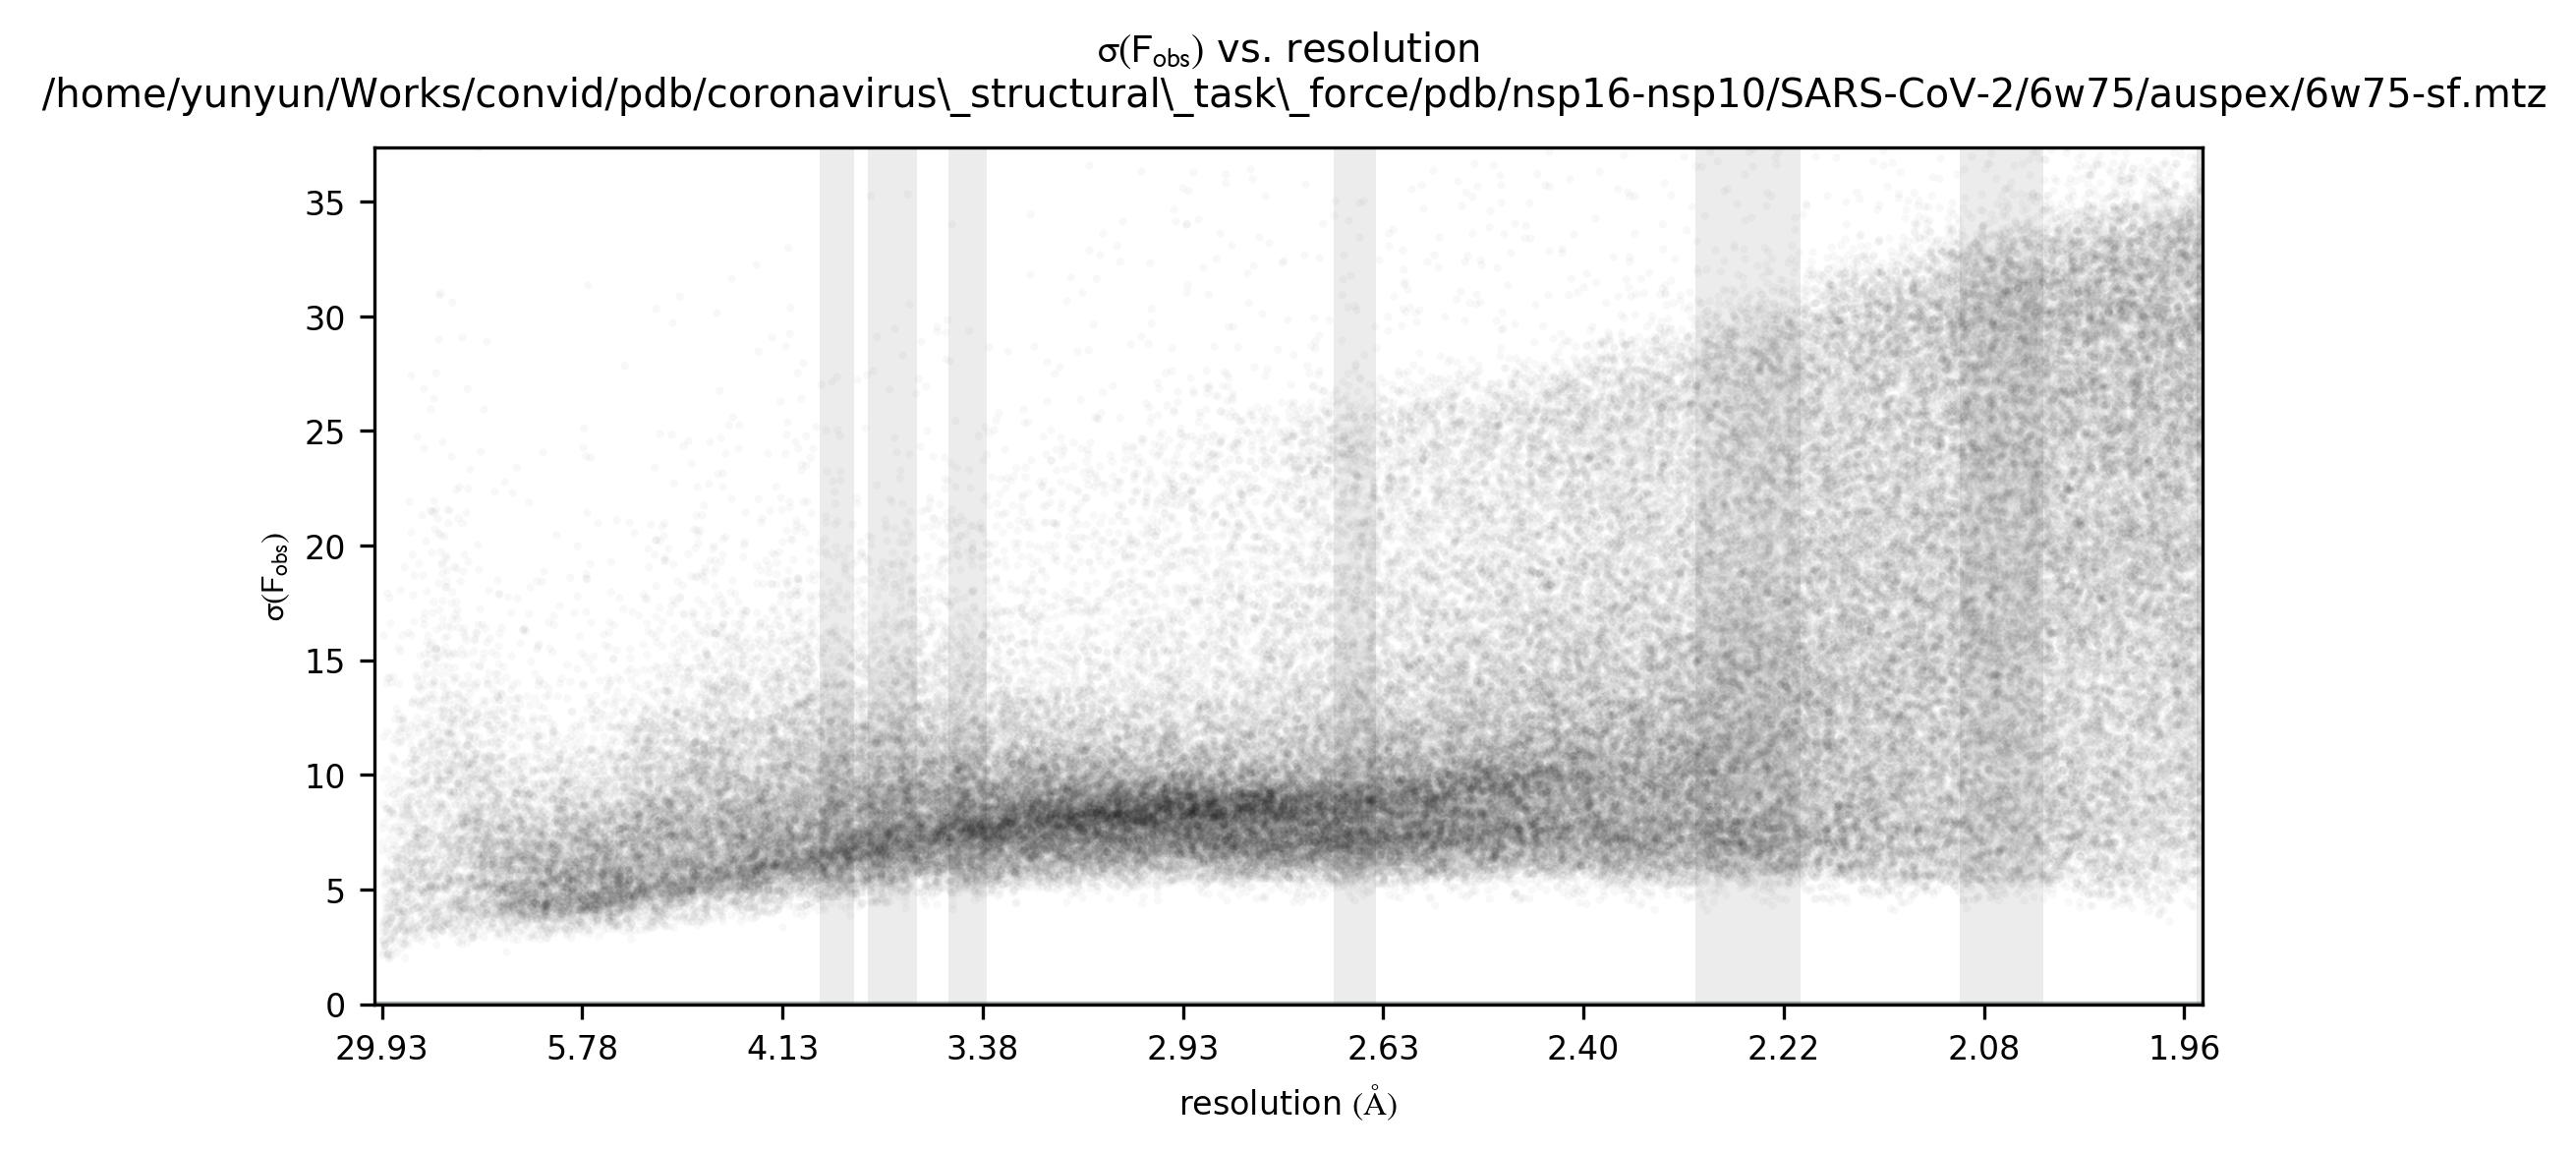 σ(Fobs) vs. resolution
/home/yunyun/Works/convid/pdb/coronavirus\_structural\_task\_force/pdb/nsp16-nsp10/SARS-CoV-2/6w75/auspex/6w75-sf.mtz
σ(Fobs)
35
30
25
20
15
10
5
0
29.93 5.78 4.13 3.38 2.93 2.63 2.40 2.22 2.08 1.96
resolution (Å)